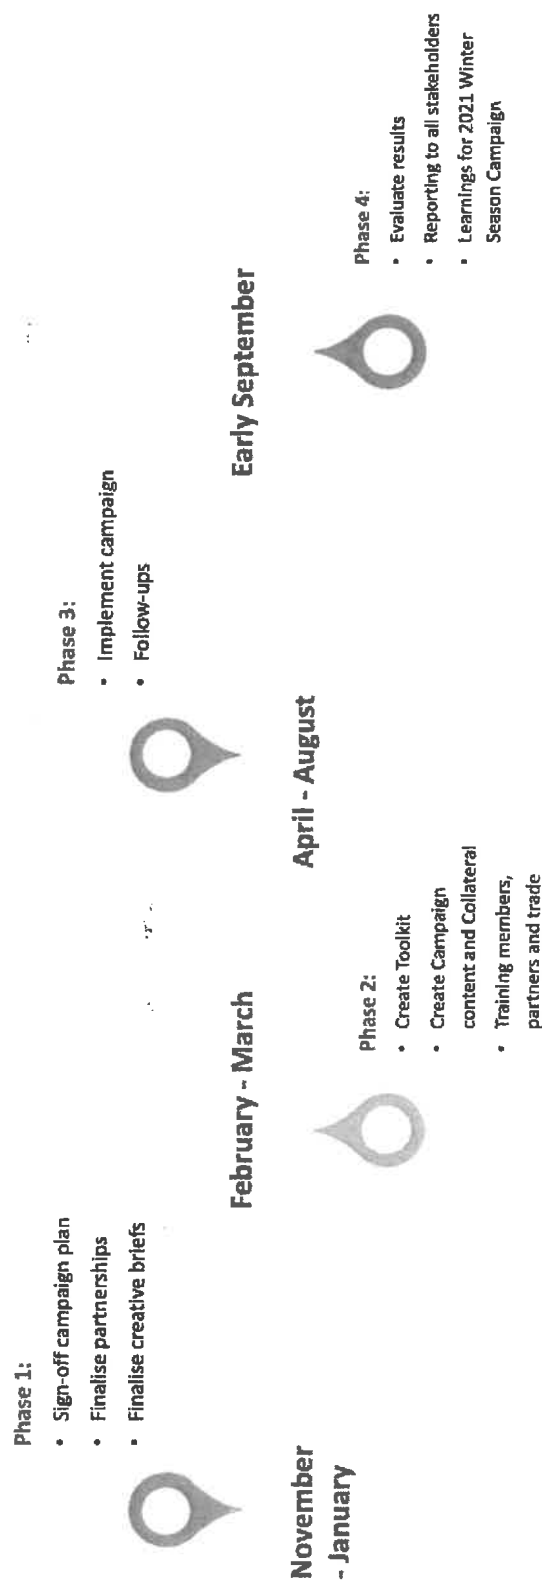 Phase 1:
• Sign-off campaign plan
• Finalise partnerships
• Finalise creative briefs
November
- January
February - March
Phase 2:
• Create Toolkit
• Create Campaign
content and Collateral
• Training members,
partners and trade
Phase 3:
• Implement campaign
• Follow-ups
April - August
Early September
Phase 4:
• Evaluate results
• Reporting to all stakeholders
• Learnings for 2021 Winter
Season Campaign